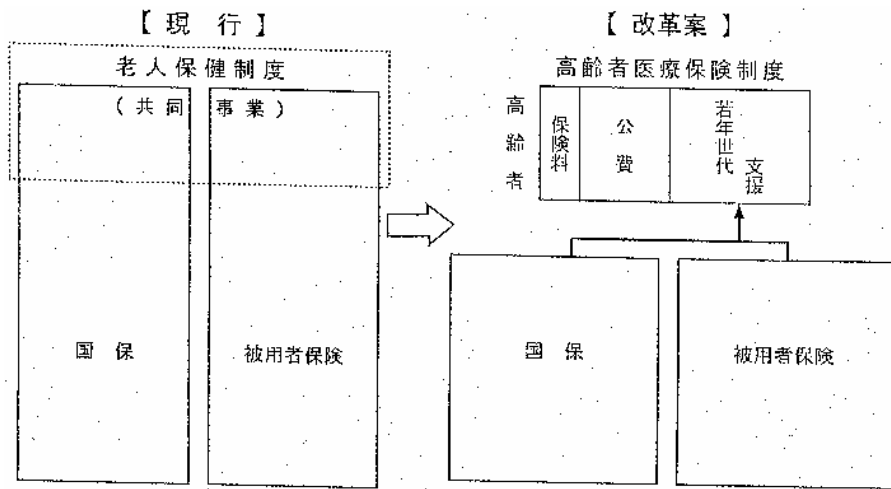 【 現 行 】
老人保健制度
( 共 同 事 業 )
国 保
被用者保険
【 改革案 】
高齢者医療保険制度
高齢者
保険料
公費
若年世代
支援
国 保
被用者保険